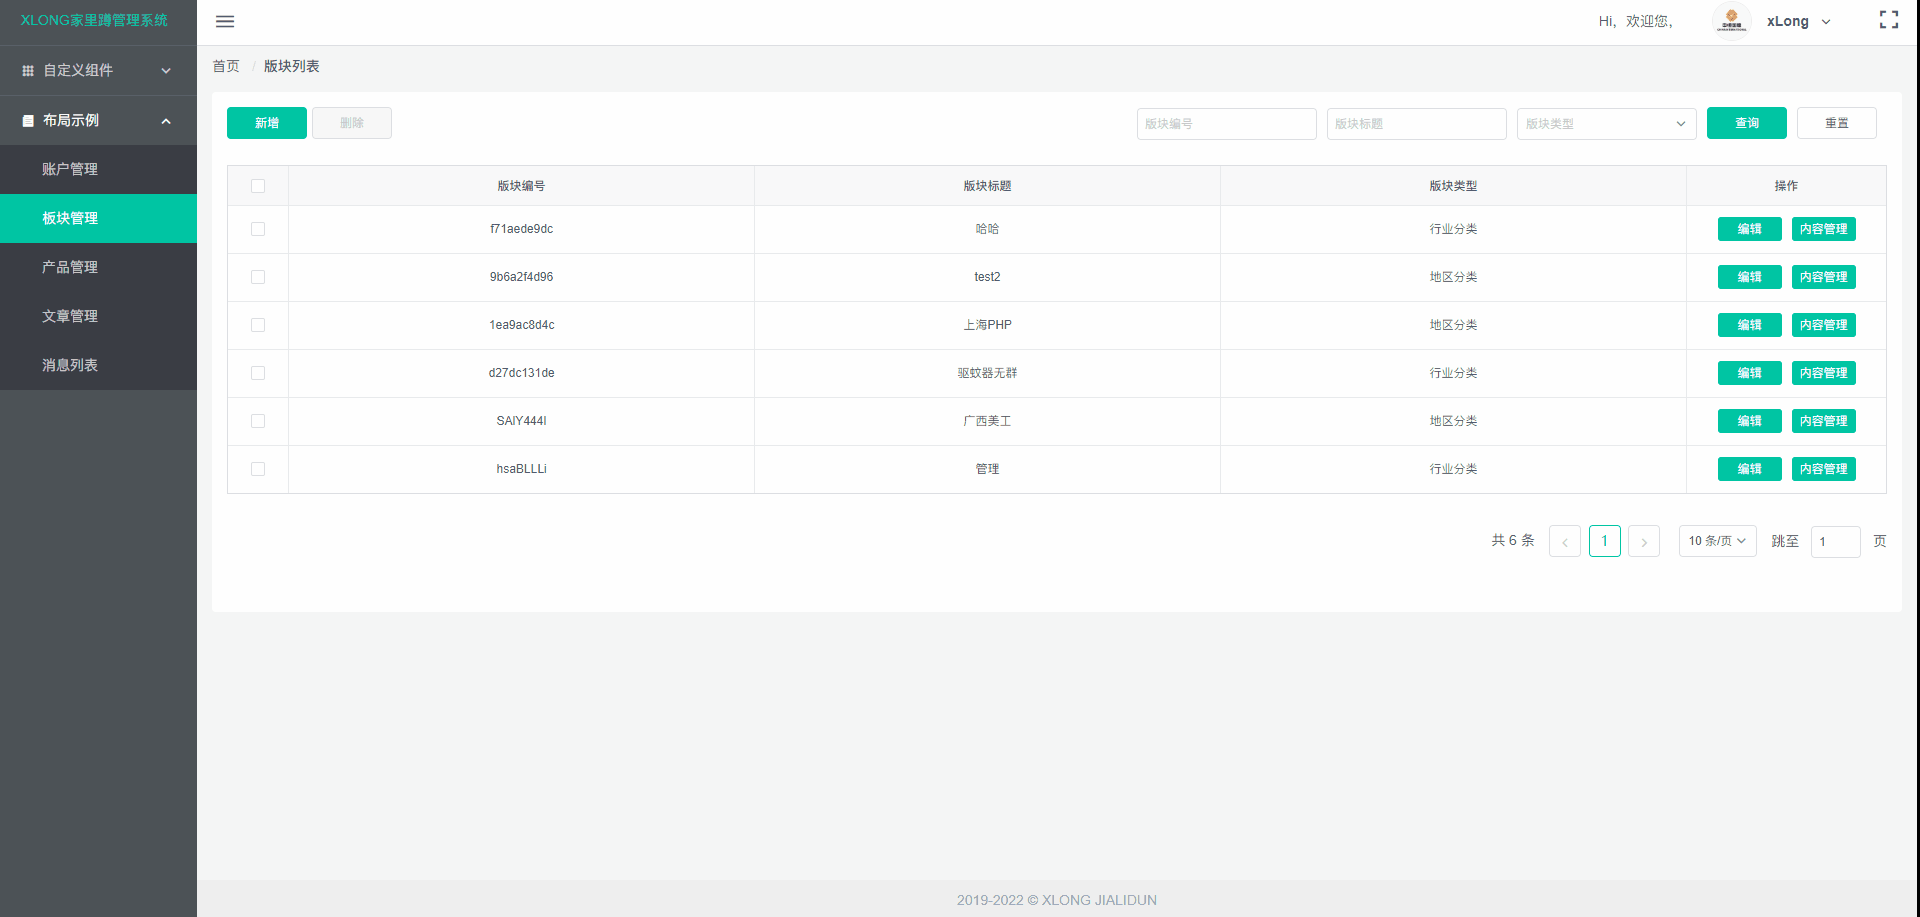 XLONG家里蹲管理系统
Hi, 欢迎您,
xLong
自定义组件
布局示例
账户管理
板块管理
产品管理
文章管理
消息列表
首页 / 版块列表
新增 删除 版块编号 版块标题 版块类型 查询 重置
版块编号 版块标题 版块类型 操作
f71aede9dc 哈哈 行业分类 编辑 内容管理
9b6a2f4d96 test2 地区分类 编辑 内容管理
1ea9ac8d4c 上海PHP 地区分类 编辑 内容管理
d27dc131de 驱蚊器无群 行业分类 编辑 内容管理
广西美工 地区分类 编辑 内容管理
hsaBLLLi 管理 行业分类 编辑 内容管理
共 6 条 1 10 条/页 跳至 1 页
2019-2022 © XLONG JIALIDUN